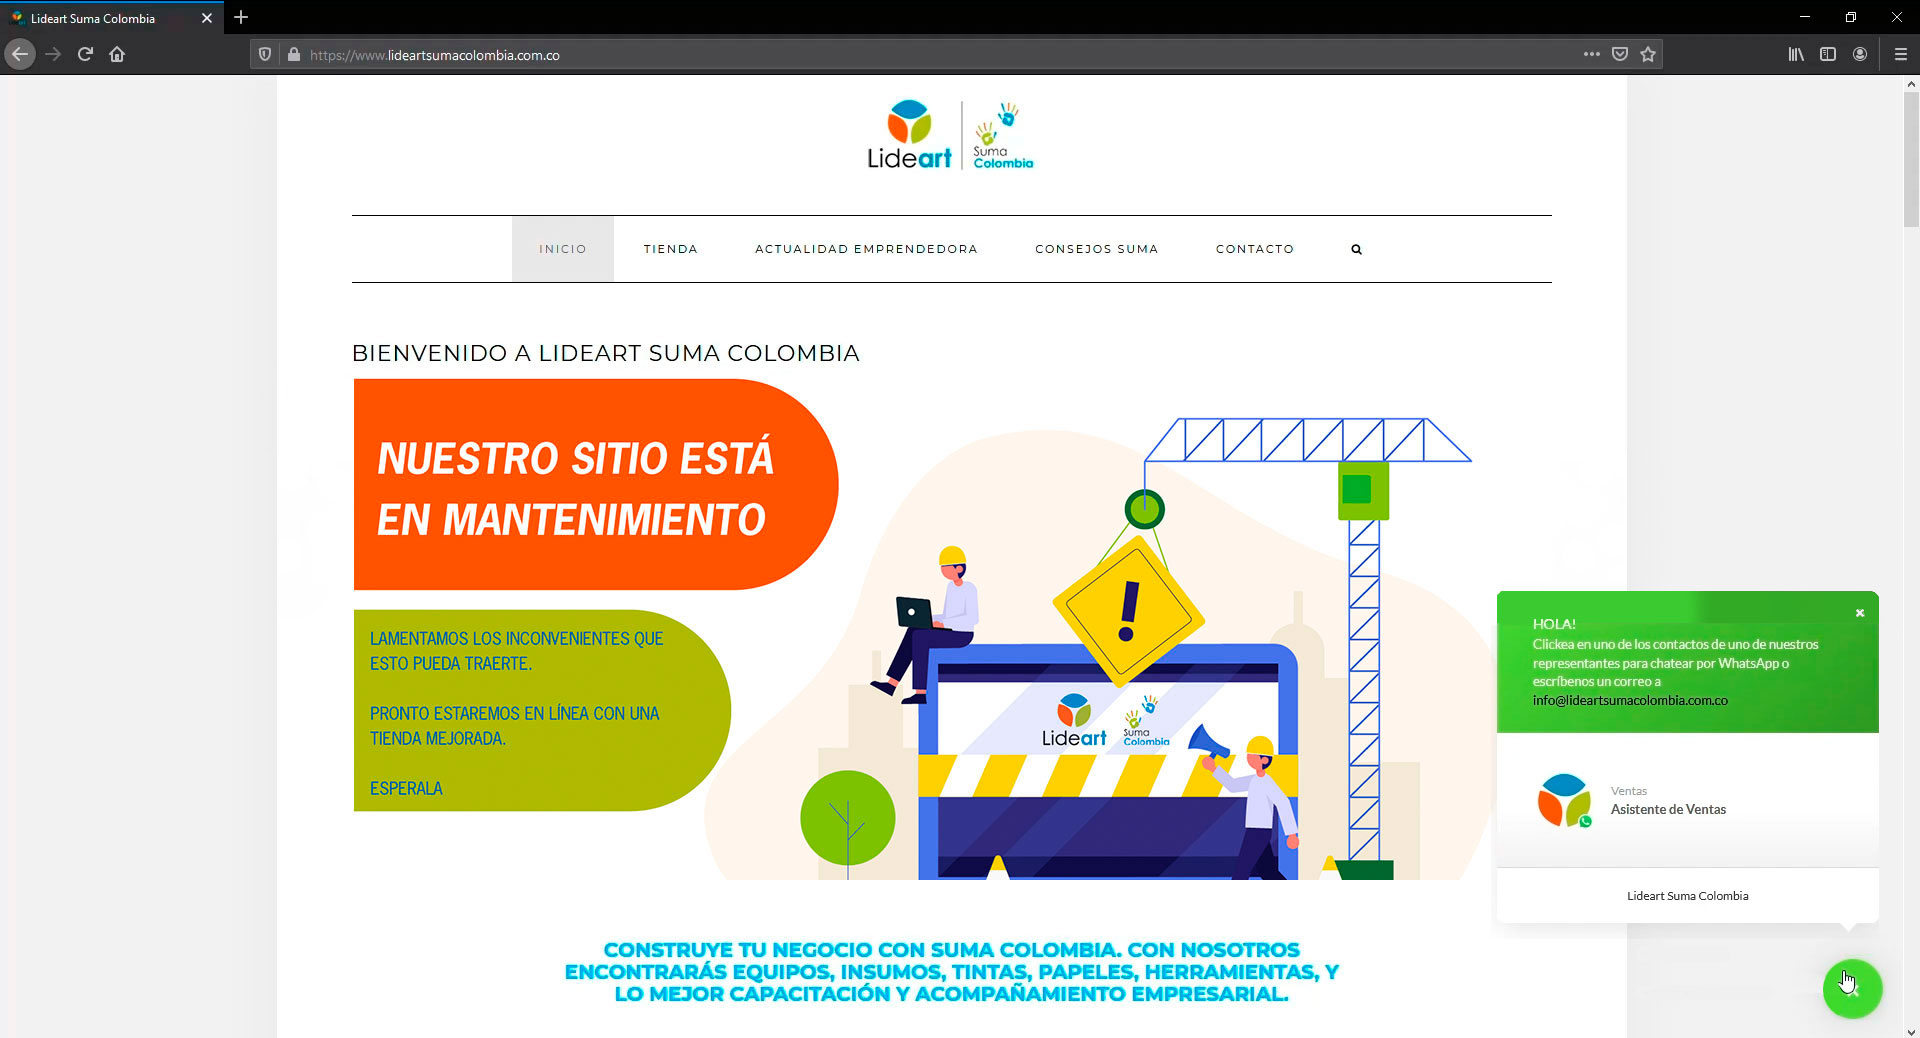 Lideart Suma Colombia
https://www.lideartsumacolombia.com.co
Lideart
Suma
Colombia
INICIO
TIENDA
ACTUALIDAD EMPRENDEDORA
CONSEJOS SUMA
CONTACTO
BIENVENIDO A LIDEART SUMA COLOMBIA
NUESTRO SITIO ESTÁ
EN MANTENIMIENTO
LAMENTAMOS LOS INCONVENIENTES QUE
ESTO PUEDA TRAERTE.
PRONTO ESTAREMOS EN LÍNEA CON UNA
TIENDA MEJORADA.
ESPERALA
!
Lideart
Suma
Colombia
HOLA!
Clickea en uno de los contactos de uno de nuestros
representantes para chatear por WhatsApp o
escríbenos un correo a
info@lideartsumacolombia.com.co
Ventas
Asistente de Ventas
Lideart Suma Colombia
CONSTRUYE TU NEGOCIO CON SUMA COLOMBIA. CON NOSOTROS
ENCONTRARÁS EQUIPOS, INSUMOS, TINTAS, PAPELES, HERRAMIENTAS, Y
LO MEJOR CAPACITACIÓN Y ACOMPAÑAMIENTO EMPRESARIAL.